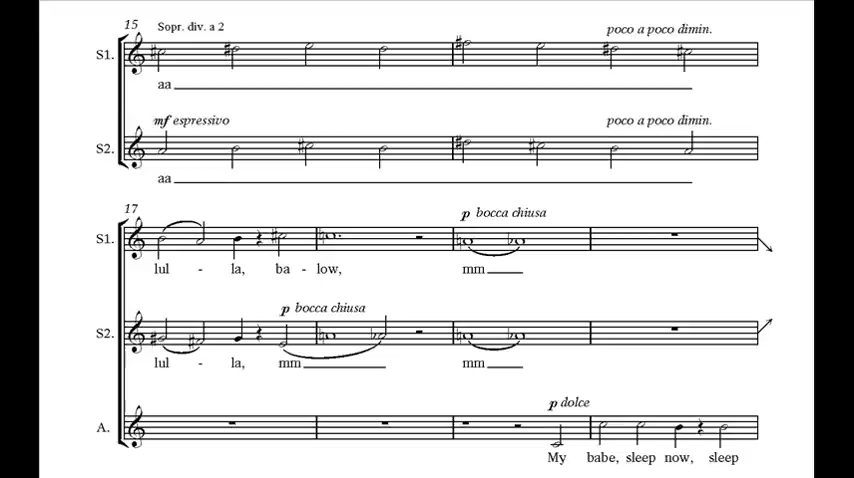 15 Sopr. div. a 2 poco a poco dimin.
S1.
aa
mf espressivo poco a poco dimin.
S2.
aa
17
p bocca chiusa
S1.
lul - la, ba - low, mm
p bocca chiusa
S2.
lul - la, mm mm
p dolce
A.
My babe, sleep now, sleep